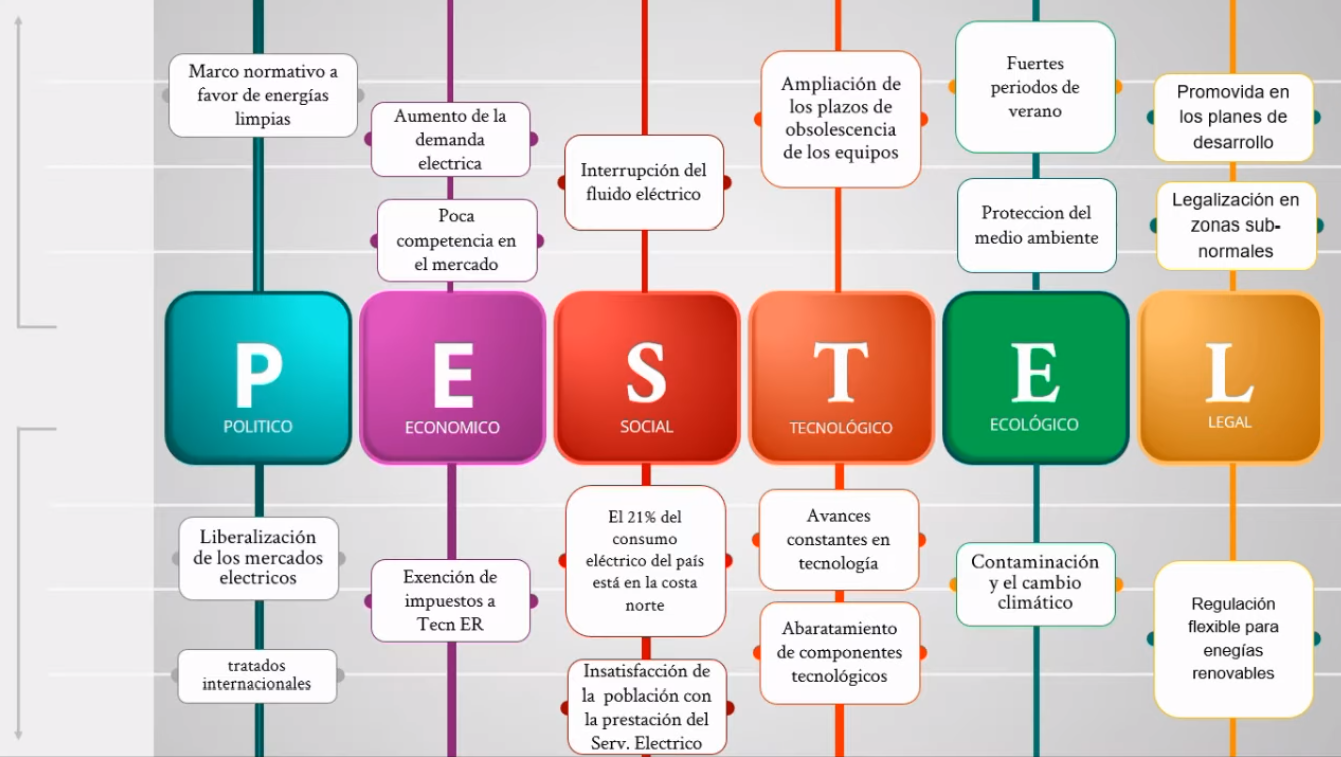 Marco normativo a
favor de energías
limpias
Aumento de la
demanda
electrica
Poca
competencia en
el mercado
Interrupción del
fluido eléctrico
Ampliación de
los plazos de
obsolescencia
de los equipos
Fuertes
periodos de
verano
Proteccion del
medio ambiente
Promovida en
los planes de
desarrollo
Legalización en
zonas sub-
normales
P
POLITICO
E
ECONOMICO
S
SOCIAL
T
TECNOLÓGICO
E
ECOLÓGICO
L
LEGAL
Liberalización
de los mercados
electricos
tratados
internacionales
Exención de
impuestos a
Tecn ER
El 21% del
consumo
eléctrico del país
está en la costa
norte
Insatisfacción de
la población con
la prestación del
Serv. Electrico
Avances
constantes en
tecnología
Abaratamiento
de componentes
tecnológicos
Contaminación
y el cambio
climático
Regulación
flexible para
enegías
renovables